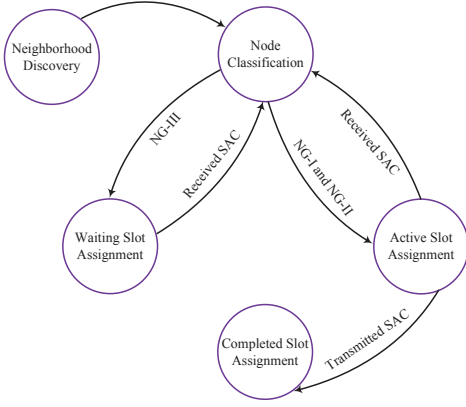 Neighborhood
Discovery
Node
Classification
NG-III
Received SAC
NG-I and NG-II
Received SAC
Waiting Slot
Assignment
Active Slot
Assignment
Completed Slot
Assignment
Transmitted SAC